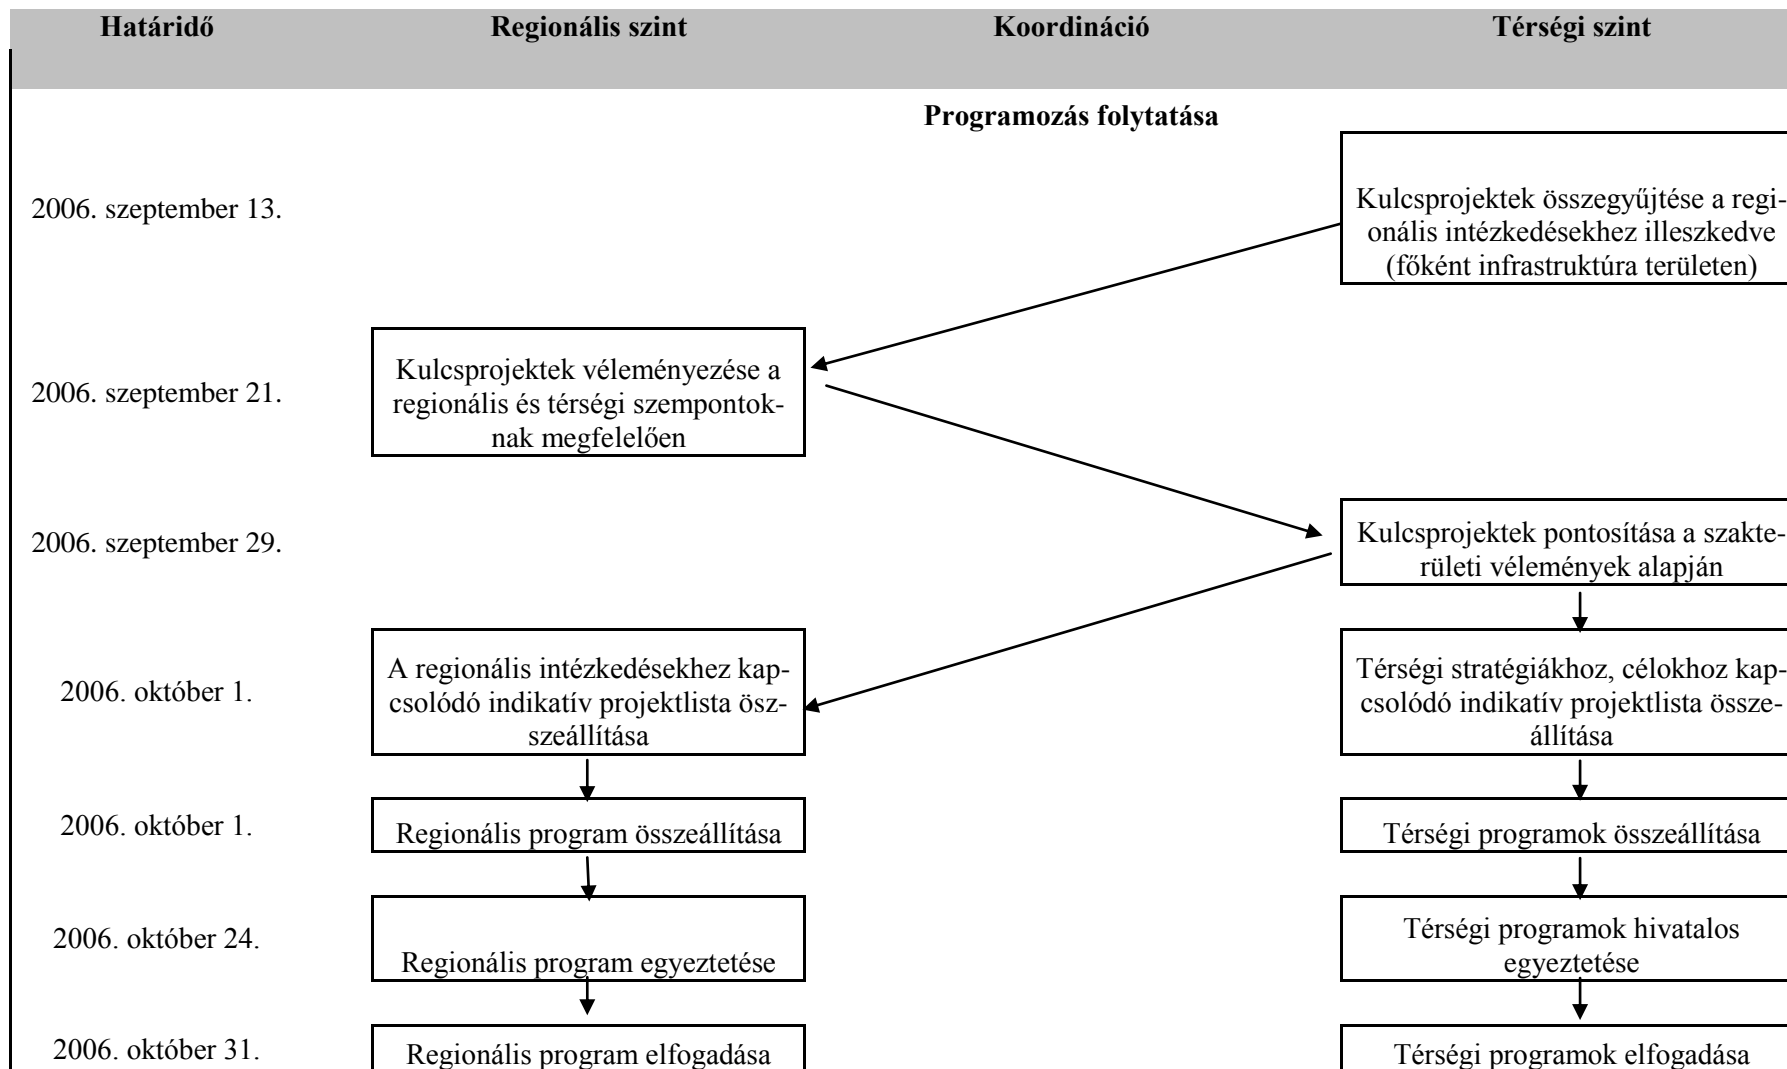 Határidő Regionális szint Koordináció Térségi szint
Programozás folytatása
2006. szeptember 13.
Kulcsprojektek összegyűjtése a regi-
onális intézkedésekhez illeszkedve
(főként infrastruktúra területen)
2006. szeptember 21.
Kulcsprojektek véleményezése a
regionális és térségi szempontok-
nak megfelelően
2006. szeptember 29.
Kulcsprojektek pontosítása a szakte-
rületi vélemények alapján
2006. október 1.
A regionális intézkedésekhez kap-
csolódó indikatív projektlista ösz-
szeállítása
Térségi stratégiákhoz, célokhoz kap-
csolódó indikatív projektlista össze-
állítása
2006. október 1.
Regionális program összeállítása
Térségi programok összeállítása
2006. október 24.
Regionális program egyeztetése
Térségi programok hivatalos
egyeztetése
2006. október 31.
Regionális program elfogadása
Térségi programok elfogadása